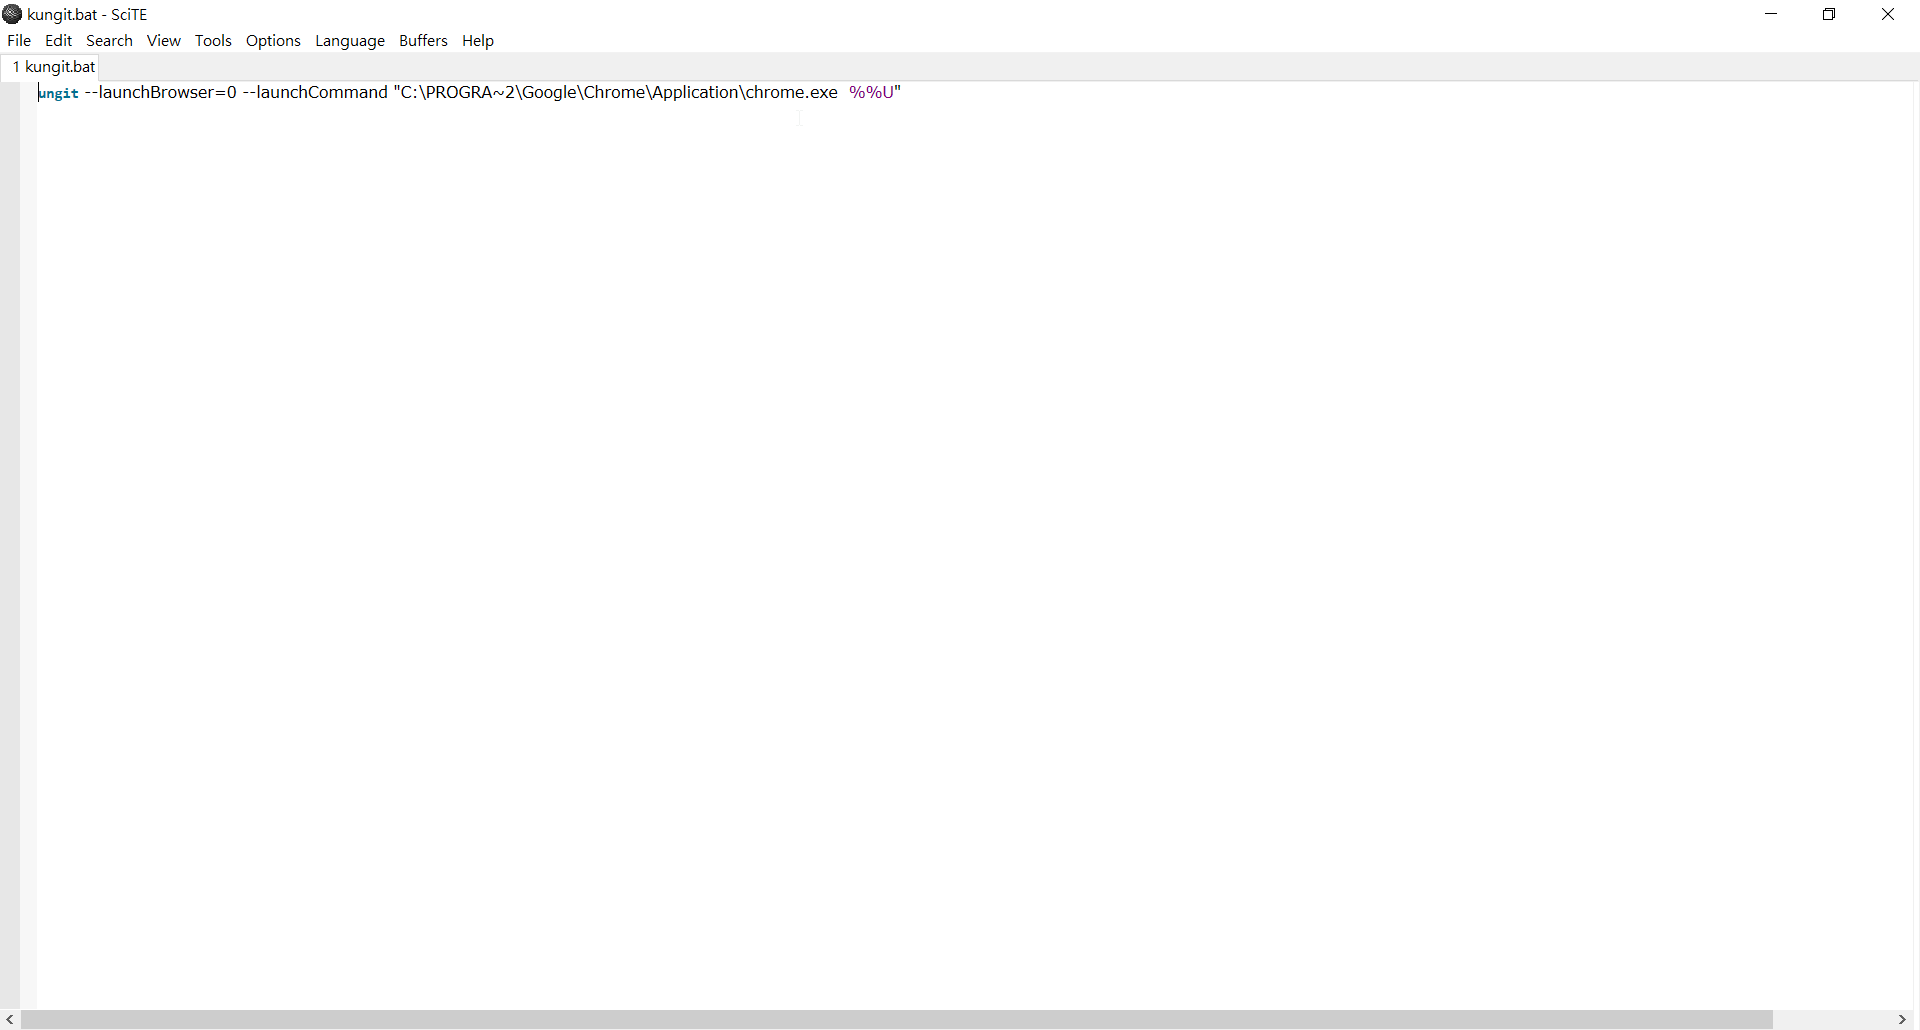 kungit.bat - SciTE
File Edit Search View Tools Options Language Buffers Help
1 kungit.bat
ungit --launchBrowser=0 --launchCommand "C:\PROGRA~2\Google\Chrome\Application\chrome.exe  %%U"